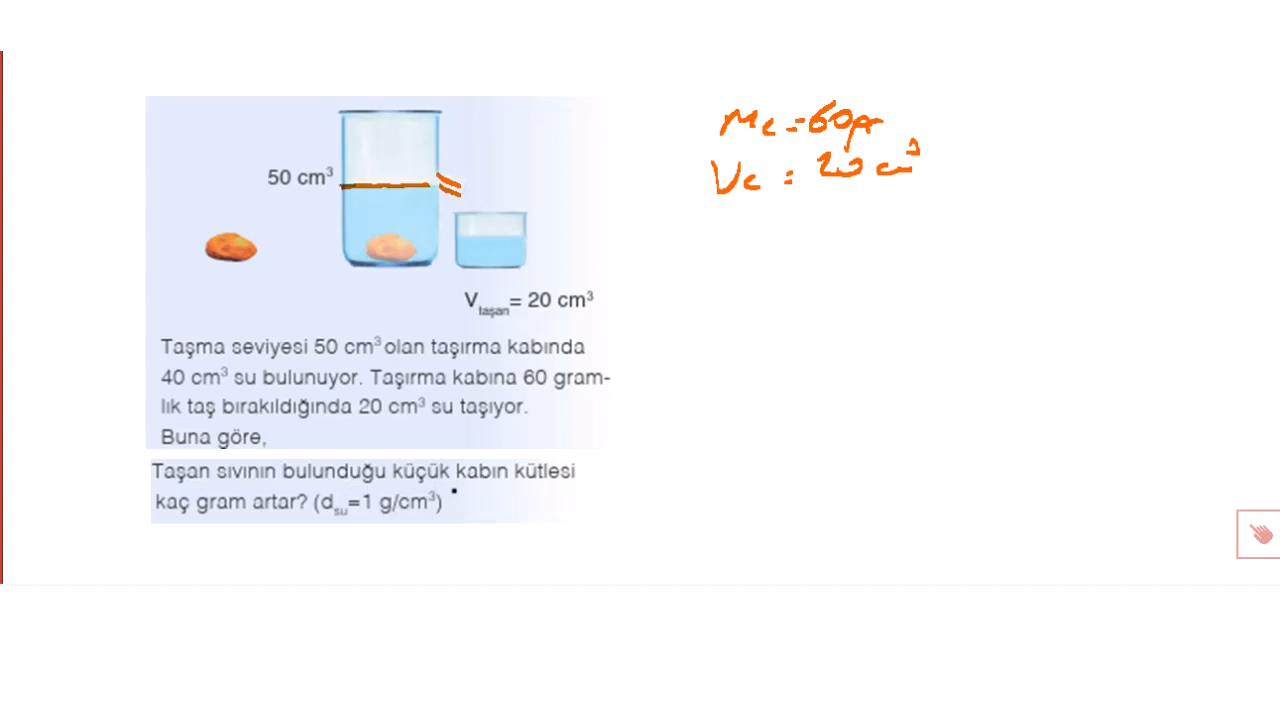 50 cm³
V_taşan = 20 cm³
Taşma seviyesi 50 cm³ olan taşırma kabında
40 cm³ su bulunuyor. Taşırma kabına 60 gram-
lık taş bırakıldığında 20 cm³ su taşıyor.
Buna göre,
Taşan sıvının bulunduğu küçük kabın kütlesi
kaç gram artar? (d_su=1 g/cm³)
Mc = 60gr
Vc = 20 cm³